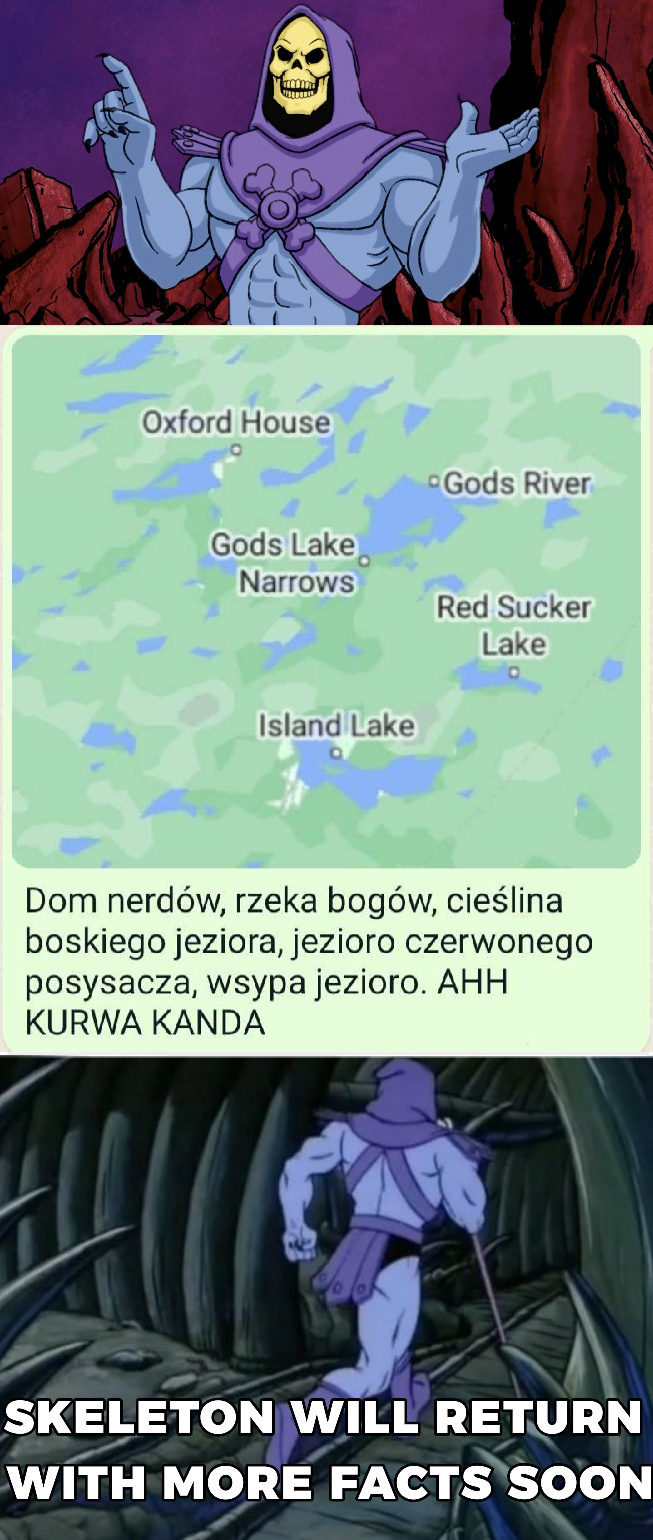 Oxford House
Gods River
Gods Lake
Narrows
Red Sucker
Lake
Island Lake
Dom nerdów, rzeka bogów, cieślina
boskiego jeziora, jezioro czerwonego
posysacza, wsypa jezioro. AHH
KURWA KANDA
SKELETON WILL RETURN
WITH MORE FACTS SOON